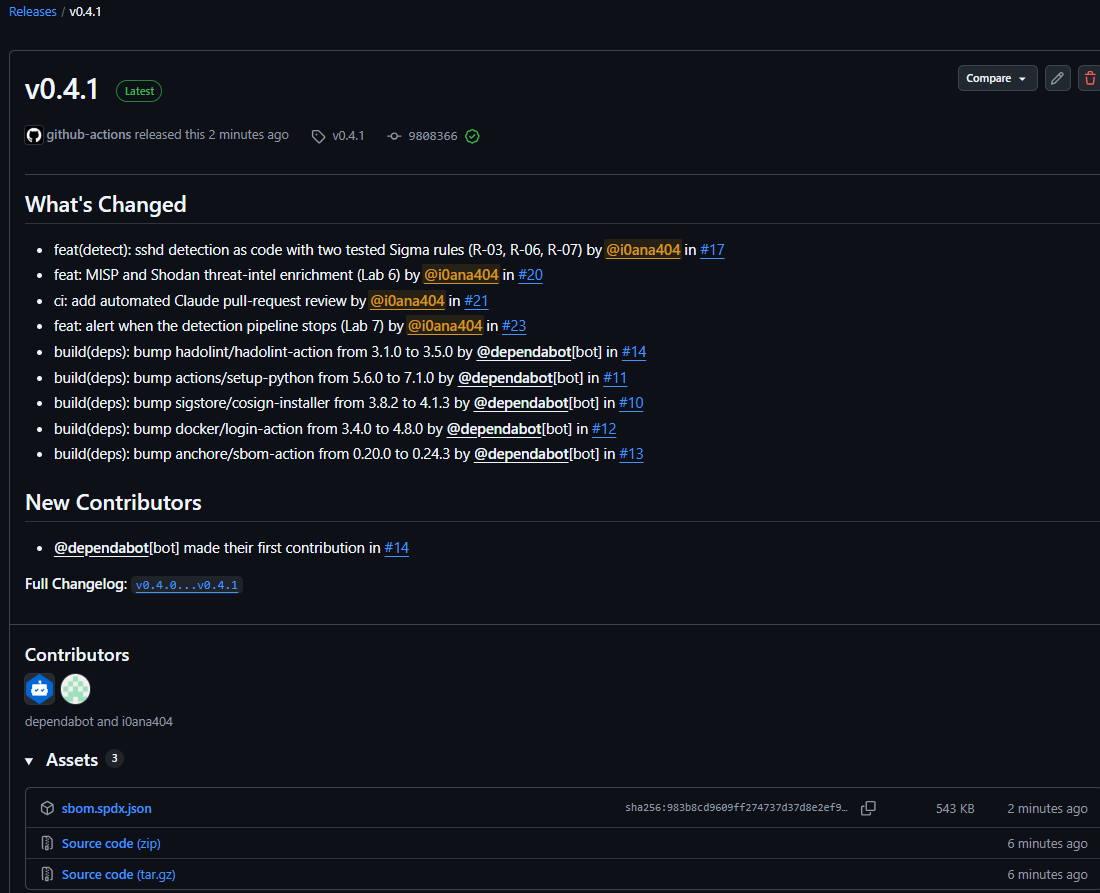 Releases / v0.4.1
v0.4.1 Latest Compare
github-actions released this 2 minutes ago v0.4.1 9808366
What's Changed
feat(detect): sshd detection as code with two tested Sigma rules (R-03, R-06, R-07) by @i0ana404 in #17
feat: MISP and Shodan threat-intel enrichment (Lab 6) by @i0ana404 in #20
ci: add automated Claude pull-request review by @i0ana404 in #21
feat: alert when the detection pipeline stops (Lab 7) by @i0ana404 in #23
build(deps): bump hadolint/hadolint-action from 3.1.0 to 3.5.0 by @dependabot[bot] in #14
build(deps): bump actions/setup-python from 5.6.0 to 7.1.0 by @dependabot[bot] in #11
build(deps): bump sigstore/cosign-installer from 3.8.2 to 4.1.3 by @dependabot[bot] in #10
build(deps): bump docker/login-action from 3.4.0 to 4.8.0 by @dependabot[bot] in #12
build(deps): bump anchore/sbom-action from 0.20.0 to 0.24.3 by @dependabot[bot] in #13
New Contributors
@dependabot[bot] made their first contribution in #14
Full Changelog: v0.4.0...v0.4.1
Contributors
dependabot and i0ana404
Assets 3
sbom.spdx.json sha256:983b8cd9609ff274737d37d8e2ef9… 543 KB 2 minutes ago
Source code (zip) 6 minutes ago
Source code (tar.gz) 6 minutes ago